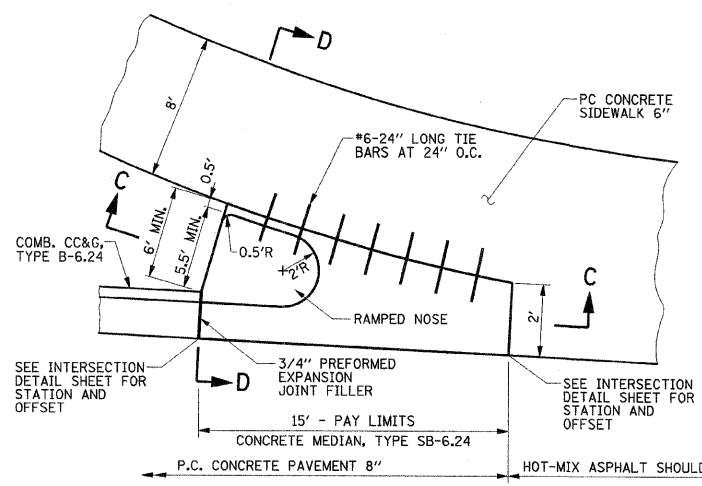 D
8'
PC CONCRETE
SIDEWALK 6"
#6-24" LONG TIE
BARS AT 24" O.C.
C
0.5'
6' MIN.
5.5' MIN.
COMB. CC&G,
TYPE B-6.24
0.5'R
2'R
C
2'
RAMPED NOSE
SEE INTERSECTION
DETAIL SHEET FOR
STATION AND
OFFSET
D
3/4" PREFORMED
EXPANSION
JOINT FILLER
SEE INTERSECTION
DETAIL SHEET FOR
STATION AND
OFFSET
15' - PAY LIMITS
CONCRETE MEDIAN, TYPE SB-6.24
P.C. CONCRETE PAVEMENT 8"
HOT-MIX ASPHALT SHOULD